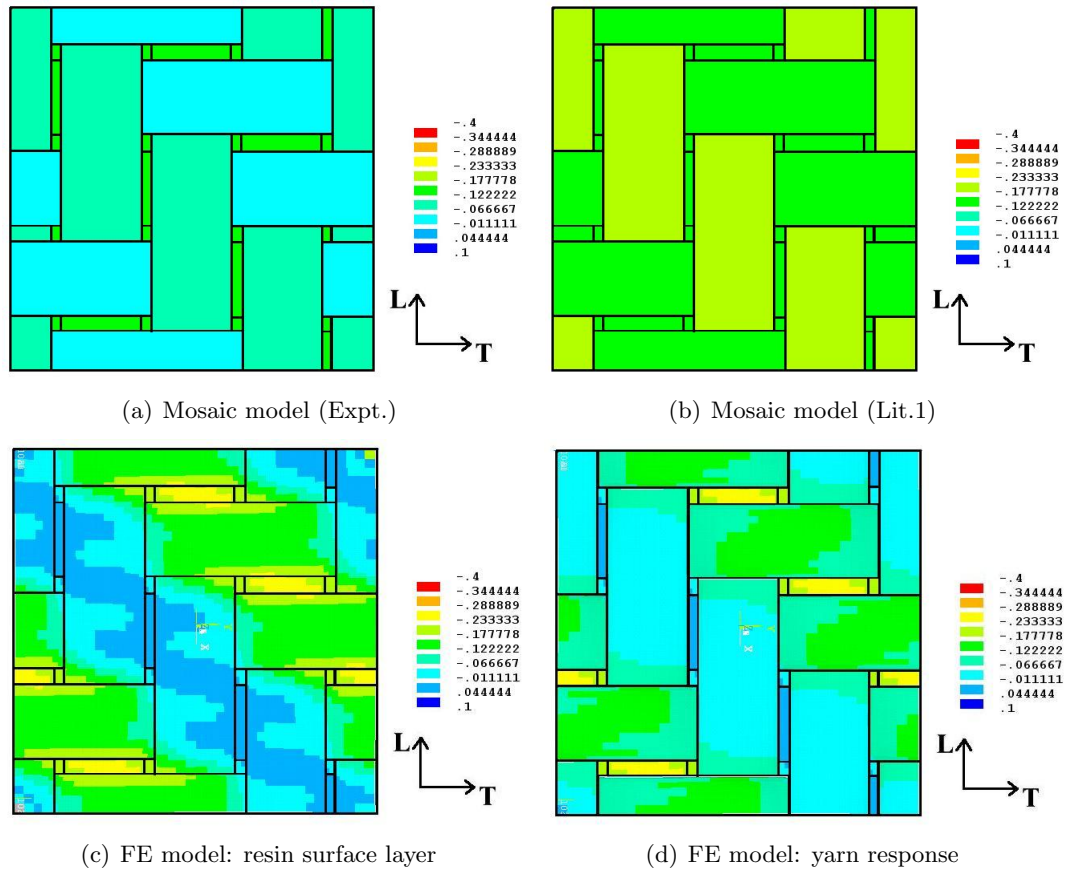 -.4
-.344444
-.288889
-.233333
-.177778
-.122222
-.066667
-.011111
.044444
.1
L
T
(a) Mosaic model (Expt.)
-.4
-.344444
-.288889
-.233333
-.177778
-.122222
-.066667
-.011111
.044444
.1
L
T
(b) Mosaic model (Lit.1)
-.4
-.344444
-.288889
-.233333
-.177778
-.122222
-.066667
-.011111
.044444
.1
X
L
T
(c) FE model: resin surface layer
-.4
-.344444
-.288889
-.233333
-.177778
-.122222
-.066667
-.011111
.044444
.1
X
L
T
(d) FE model: yarn response